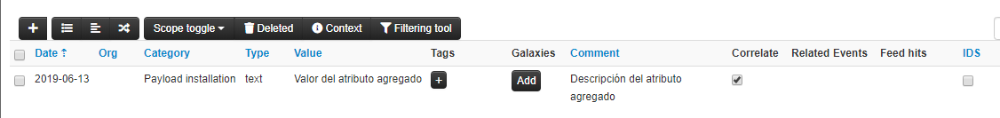 + Scope toggle Deleted Context Filtering tool
Date Org Category Type Value Tags Galaxies Comment Correlate Related Events Feed hits IDS
2019-06-13 Payload installation text Valor del atributo agregado + Add Descripción del atributo
agregado